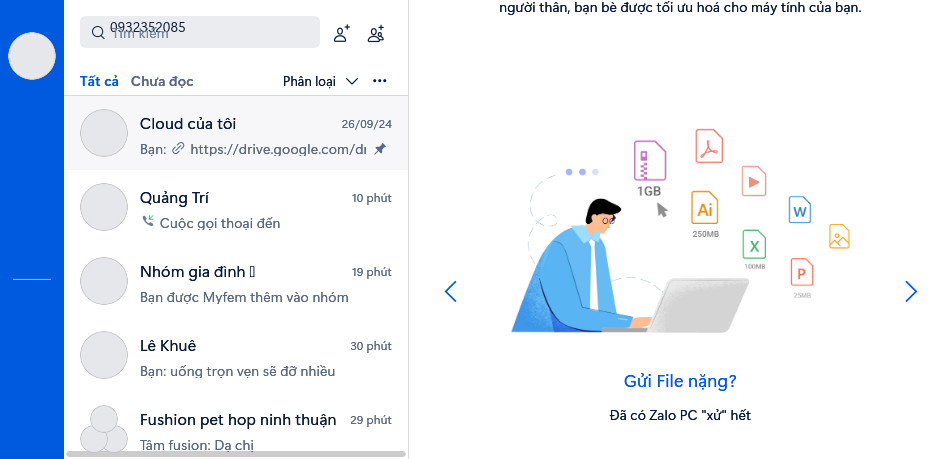 0932352085
Tìm kiếm
Tất cả
Chưa đọc
Phân loại
Cloud của tôi
26/09/24
Bạn: https://drive.google.com/dr
Quảng Trí
10 phút
Cuộc gọi thoại đến
Nhóm gia đình
19 phút
Bạn được Myfem thêm vào nhóm
Lê Khuê
30 phút
Bạn: uống trọn vẹn sẽ đỡ nhiều
Fushion pet hop ninh thuận
29 phút
Tâm fusion: Dạ chị
người thân, bạn bè được tối ưu hoá cho máy tính của bạn.
1GB
Ai
250MB
W
X
100MB
P
25MB
Gửi File nặng?
Đã có Zalo PC "xử" hết